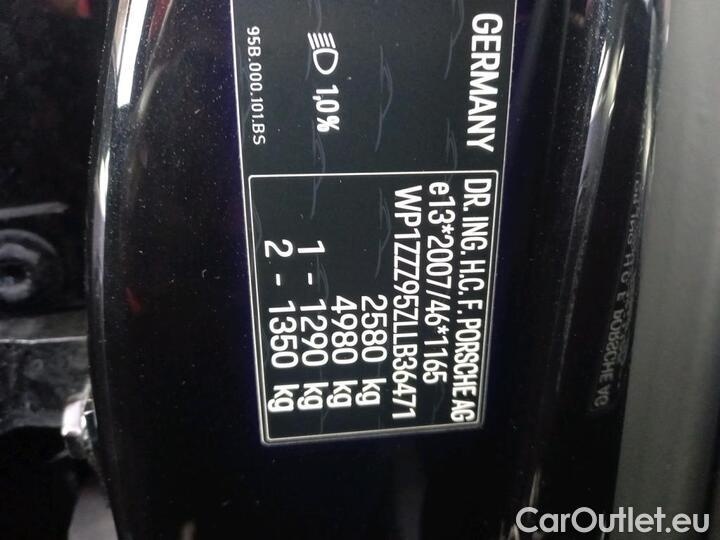 GERMANY
1,0%
95B.000.101.BS
DR. ING. H.C. F. PORSCHE AG
e13*2007/46*1165
WP1ZZZ95ZLLB36471
2580 kg
4980 kg
1 - 1290 kg
2 - 1350 kg
CarOutlet.eu